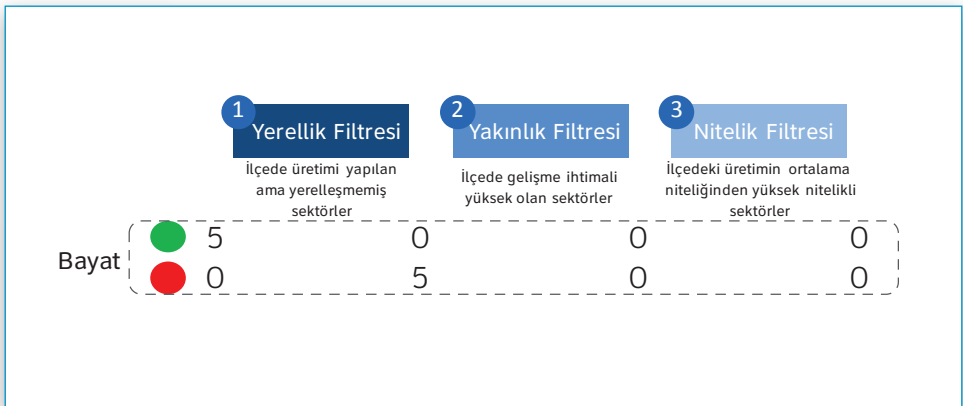 1
Yerellik Filtresi
İlçede üretimi yapılan
ama yerelleşmemiş
sektörler
2
Yakınlık Filtresi
İlçede gelişme ihtimali
yüksek olan sektörler
3
Nitelik Filtresi
İlçedeki üretimin ortalama
niteliğinden yüksek nitelikli
sektörler
Bayat
5 0 0 0
0 5 0 0